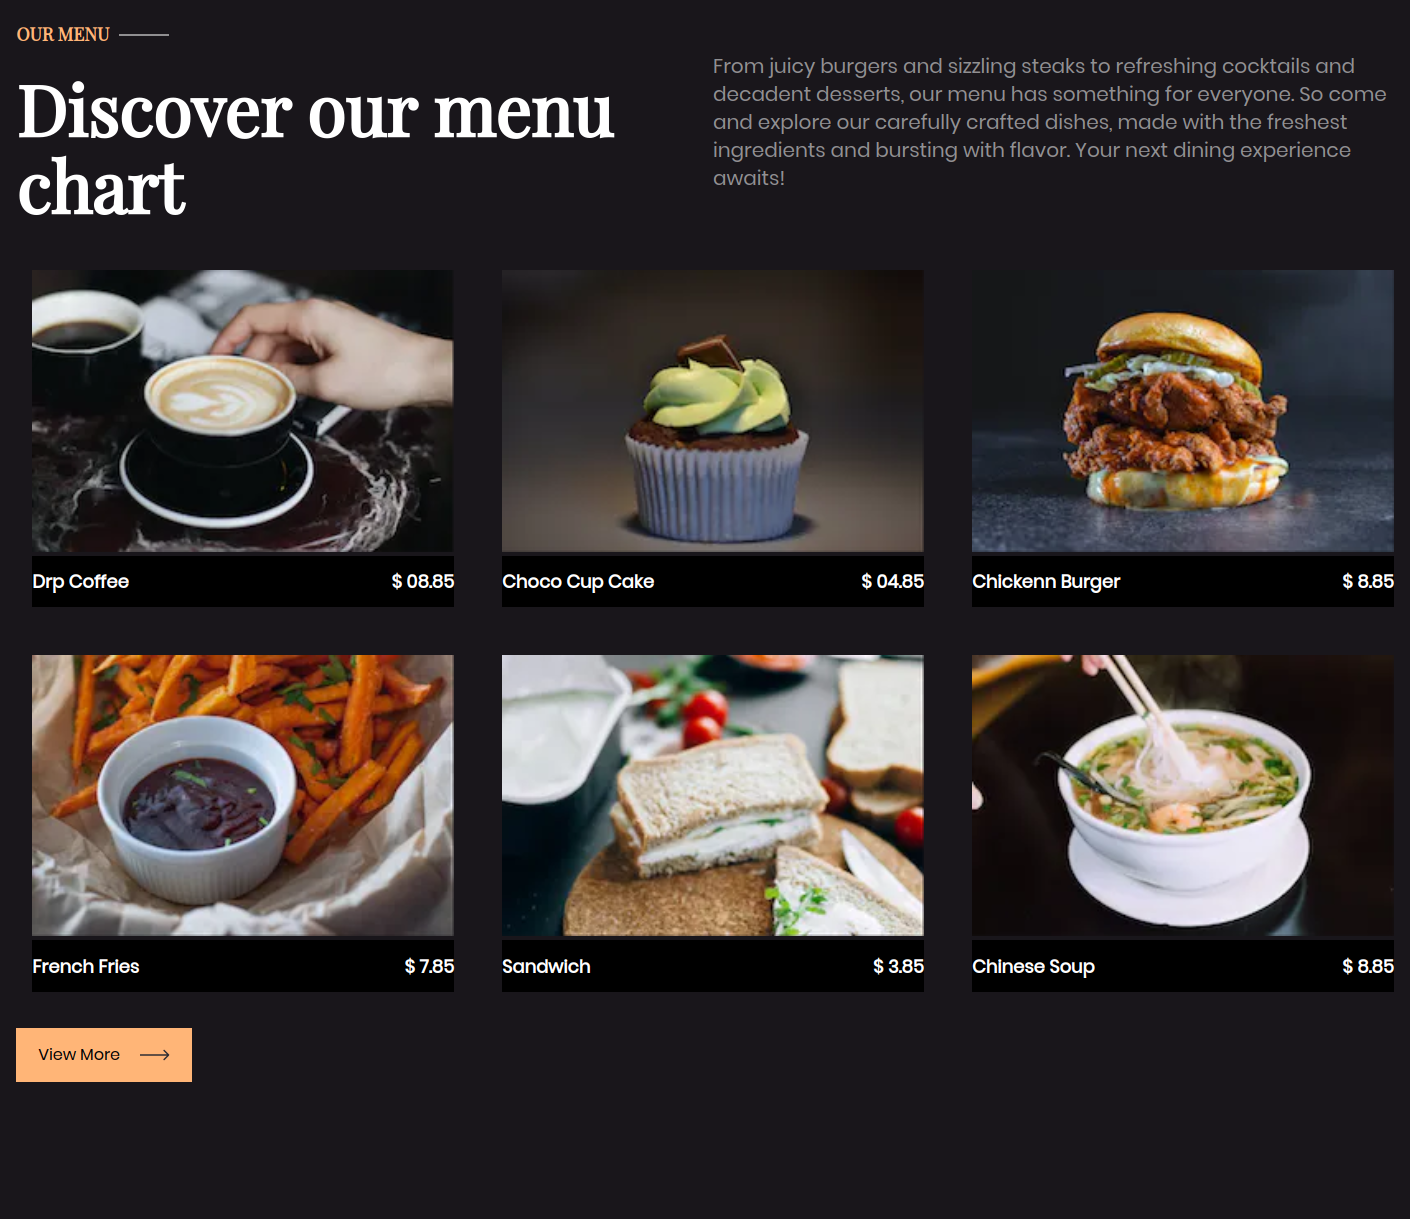 OUR MENU
Discover our menu
chart
From juicy burgers and sizzling steaks to refreshing cocktails and
decadent desserts, our menu has something for everyone. So come
and explore our carefully crafted dishes, made with the freshest
ingredients and bursting with flavor. Your next dining experience
awaits!
Drp Coffee $ 08.85
Choco Cup Cake $ 04.85
Chickenn Burger $ 8.85
French Fries $ 7.85
Sandwich $ 3.85
Chinese Soup $ 8.85
View More